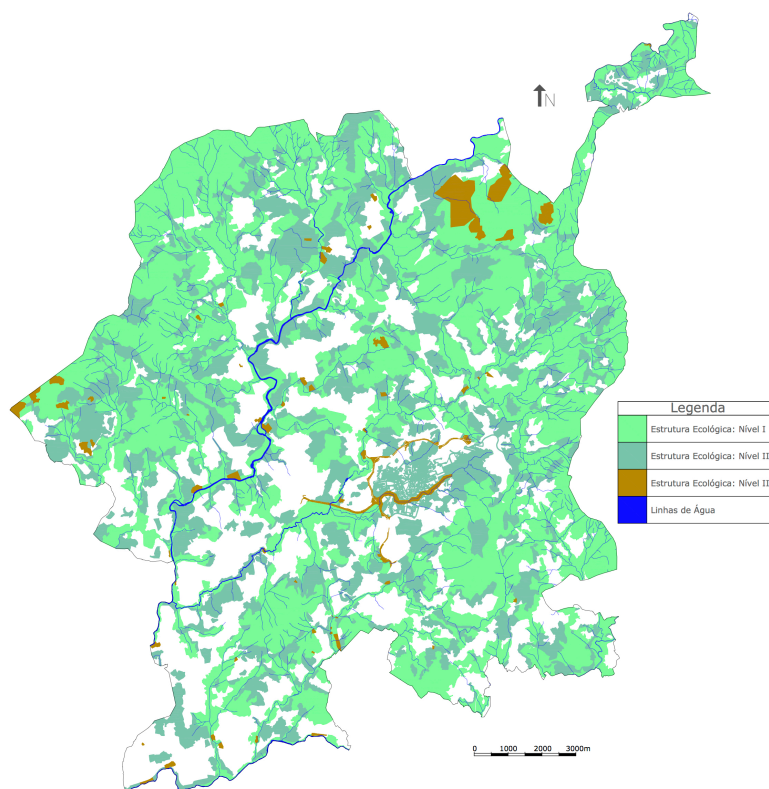 N
Legenda
Estrutura Ecológica: Nível I
Estrutura Ecológica: Nível II
Estrutura Ecológica: Nível II
Linhas de Água
0 1000 2000 3000m